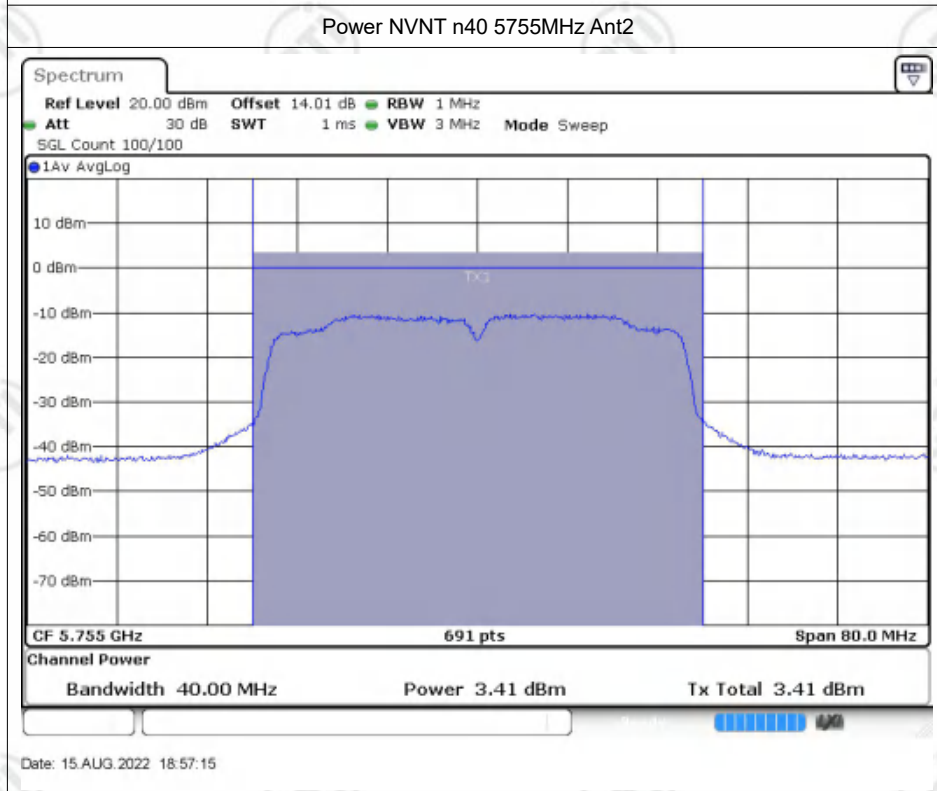 Power NVNT n40 5755MHz Ant2
Spectrum
Ref Level 20.00 dBm Offset 14.01 dB RBW 1 MHz
Att 30 dB SWT 1 ms VBW 3 MHz Mode Sweep
SGL Count 100/100
1Av AvgLog
10 dBm
0 dBm
TX1
-10 dBm
-20 dBm
-30 dBm
-40 dBm
-50 dBm
-60 dBm
-70 dBm
CF 5.755 GHz 691 pts Span 80.0 MHz
Channel Power
Bandwidth 40.00 MHz Power 3.41 dBm Tx Total 3.41 dBm
Date: 15.AUG.2022 18:57:15